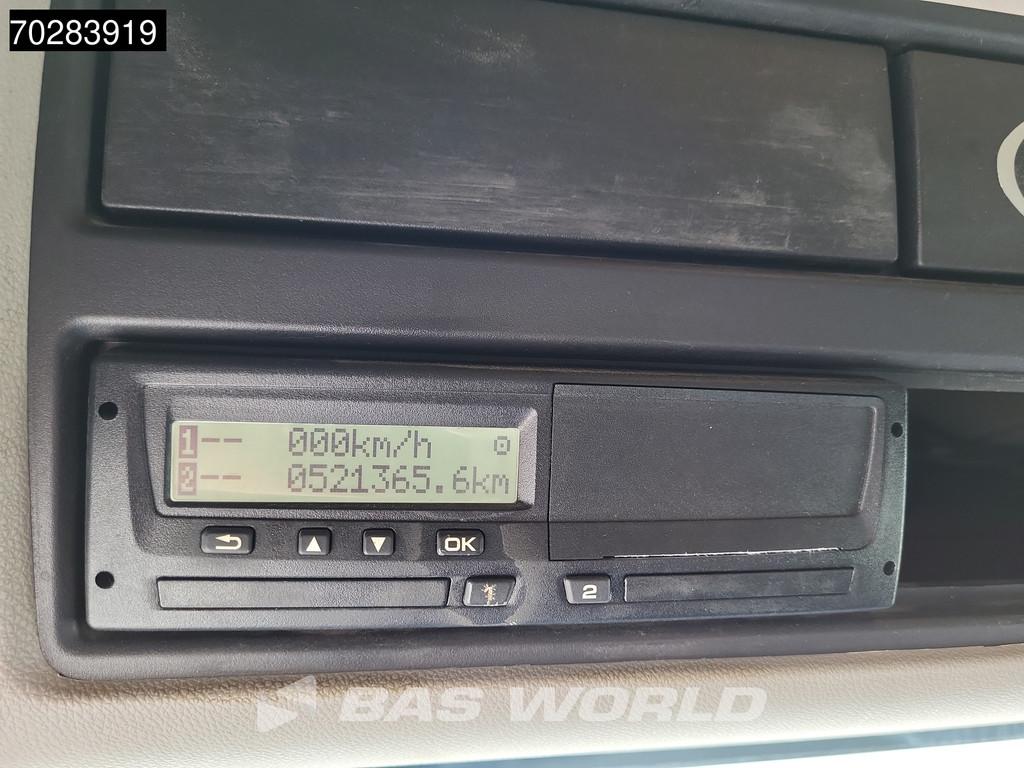 70283919
1-- 000km/h
2-- 0521365.6km
OK
2
BAS WORLD